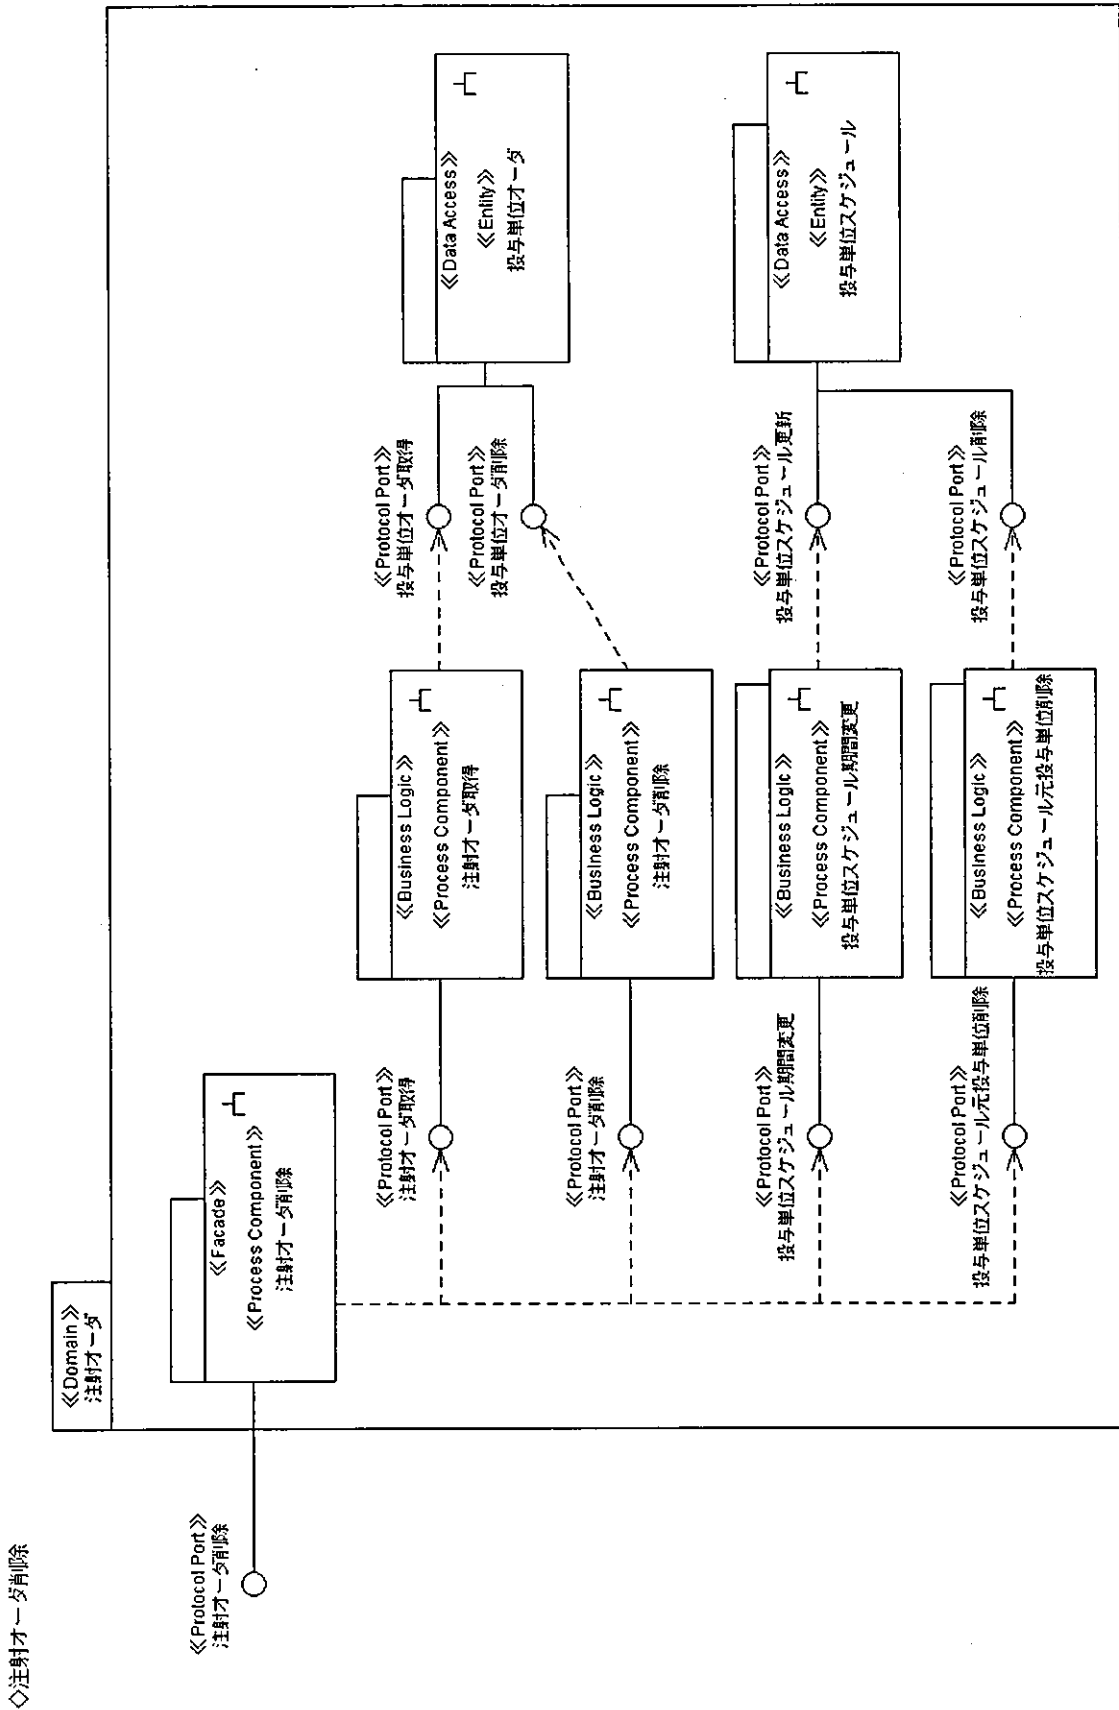 ◇注射オーダ削除
≪Domain≫
注射オーダ
≪Protocol Port≫
注射オーダ削除
≪Facade≫
≪Process Component≫
注射オーダ削除
≪Protocol Port≫
注射オーダ取得
≪Business Logic≫
≪Process Component≫
注射オーダ取得
≪Protocol Port≫
投与単位オーダ取得
≪Protocol Port≫
投与単位オーダ削除
≪Data Access≫
≪Entity≫
投与単位オーダ
≪Protocol Port≫
注射オーダ削除
≪Business Logic≫
≪Process Component≫
注射オーダ削除
≪Protocol Port≫
投与単位スケジュール期間変更
≪Business Logic≫
≪Process Component≫
投与単位スケジュール期間変更
≪Protocol Port≫
投与単位スケジュール更新
≪Data Access≫
≪Entity≫
投与単位スケジュール
≪Protocol Port≫
投与単位スケジュール元投与単位削除
≪Business Logic≫
≪Process Component≫
投与単位スケジュール元投与単位削除
≪Protocol Port≫
投与単位スケジュール削除